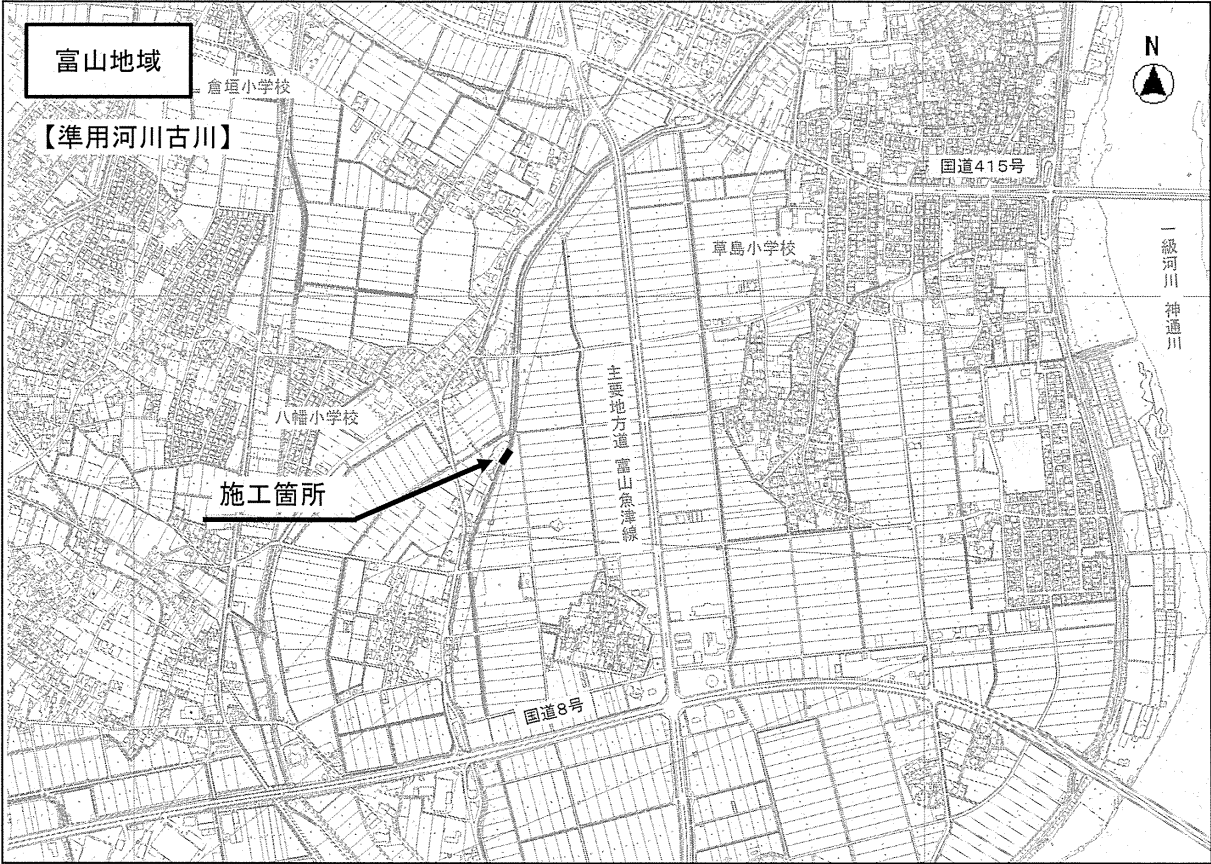 富山地域
倉垣小学校
【準用河川古川】
N
国道415号
草島小学校
一級河川 神通川
主要地方道 富山魚津線
八幡小学校
施工箇所
国道8号